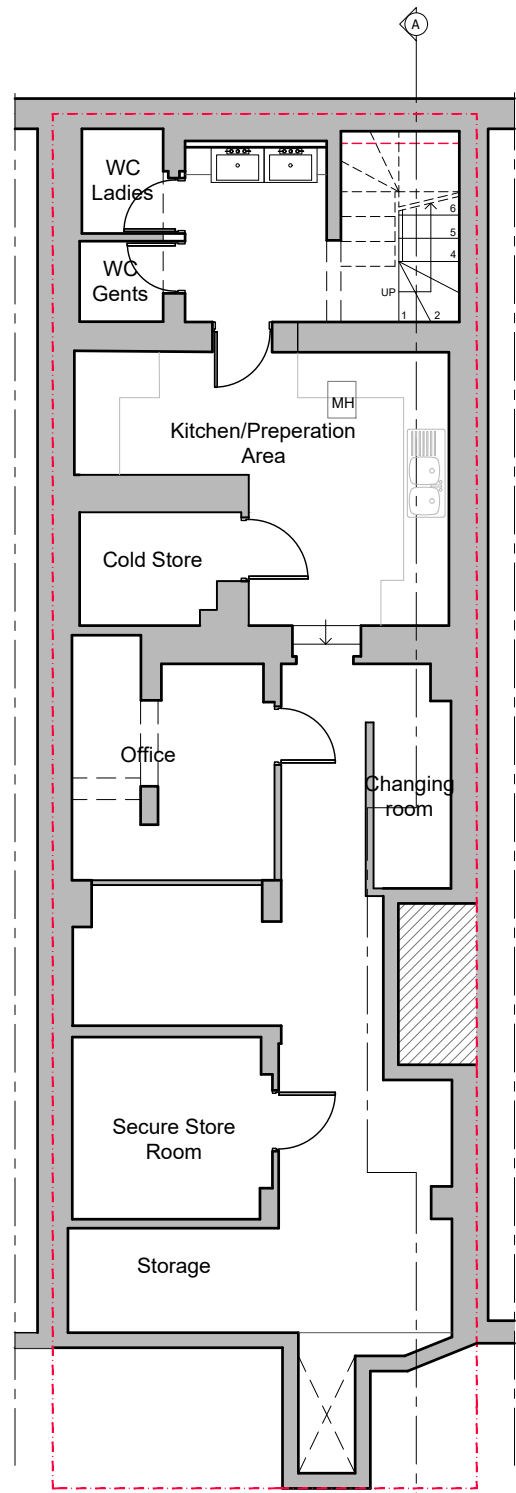 A
WC
Ladies
WC
Gents
6
5
4
UP
1
2
MH
Kitchen/Preperation
Area
Cold Store
Office
Changing
room
Secure Store
Room
Storage